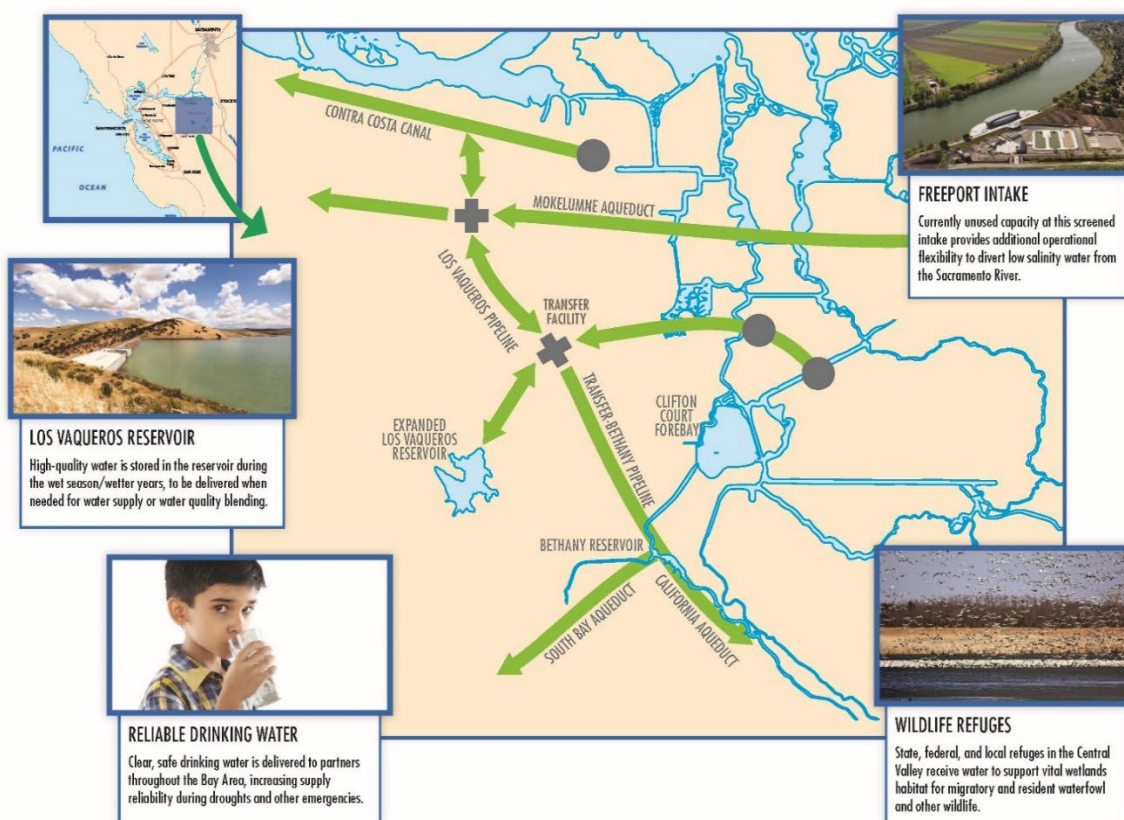 SACRAMENTO
SAN FRANCISCO
PACIFIC
OCEAN
SAN JOSE
CONTRA COSTA CANAL
MOKELUMNE AQUEDUCT
LOS VAQUEROS PIPELINE
TRANSFER
FACILITY
EXPANDED
LOS VAQUEROS
RESERVOIR
TRANSFER-BETHANY PIPELINE
CLIFTON
COURT
FOREBAY
BETHANY RESERVOIR
SOUTH BAY AQUEDUCT
CALIFORNIA AQUEDUCT
FREEPORT INTAKE
Currently unused capacity at this screened
intake provides additional operational
flexibility to divert low salinity water from
the Sacramento River.
LOS VAQUEROS RESERVOIR
High-quality water is stored in the reservoir during
the wet season/wetter years, to be delivered when
needed for water supply or water quality blending.
RELIABLE DRINKING WATER
Clear, safe drinking water is delivered to partners
throughout the Bay Area, increasing supply
reliability during droughts and other emergencies.
WILDLIFE REFUGES
State, federal, and local refuges in the Central
Valley receive water to support vital wetlands
habitat for migratory and resident waterfowl
and other wildlife.